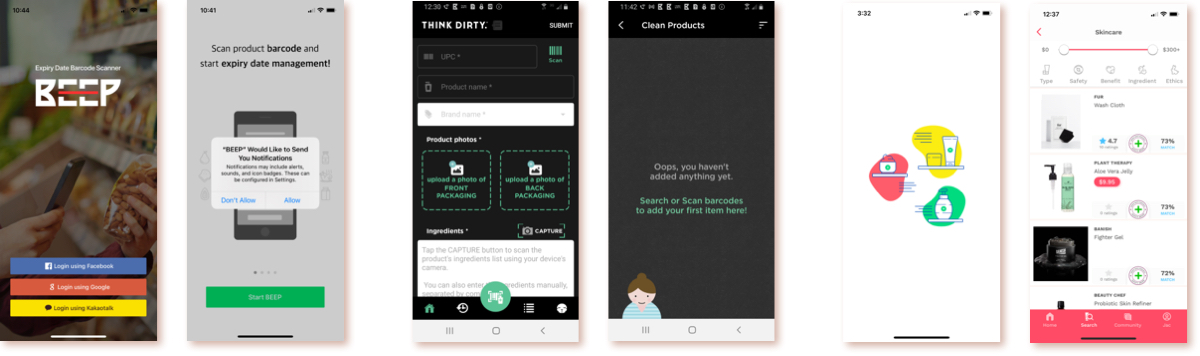 10:44
Expiry Date Barcode Scanner
BEEP
Login using Facebook
Login using Google
Login using Kakaotalk
10:41
Scan product barcode and
start expiry date management!
"BEEP" Would Like to Send
You Notifications
Notifications may include alerts,
sounds, and icon badges. These can
be configured in Settings.
Don't Allow
Allow
Start BEEP
12:30
THINK DIRTY.
SUBMIT
UPC *
Scan
Product name *
Brand name *
Product photos *
upload a photo of
FRONT
PACKAGING
upload a photo of
BACK
PACKAGING
Ingredients *
CAPTURE
Tap the CAPTURE button to scan the
product's ingredients list using your device's
camera.
You can also enter
ingredients manually,
separated by
11:42
Clean Products
Oops, you haven't
added anything yet.
Search or Scan barcodes
to add your first item here!
3:32
12:37
Skincare
$0
$300+
Type
Safety
Benefit
Ingredient
Ethics
FUR
Wash Cloth
4.7
73%
MATCH
PLANT THERAPY
Aloe Vera Jelly
$9.95
0 ratings
73%
MATCH
BANISH
Fighter Gel
0 ratings
72%
MATCH
BEAUTY CHEF
Probiotic Skin Refiner
Home
Search
Community
Jac